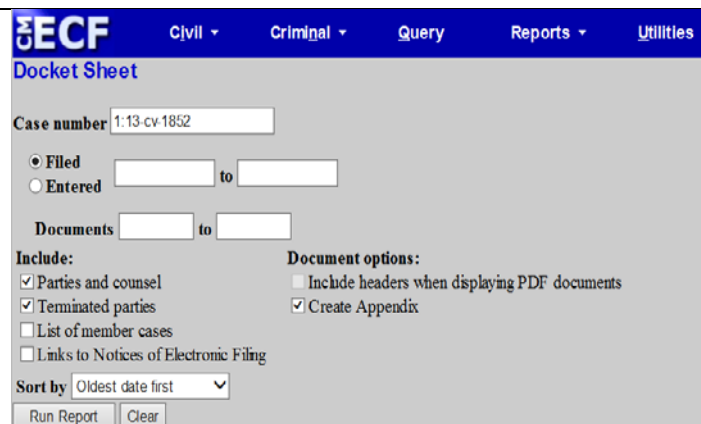 CM ECF Civil Criminal Query Reports Utilities
Docket Sheet
Case number 1:13-cv-1852
Filed
Entered
to
Documents to
Include: Document options:
Parties and counsel Include headers when displaying PDF documents
Terminated parties Create Appendix
List of member cases
Links to Notices of Electronic Filing
Sort by Oldest date first
Run Report Clear